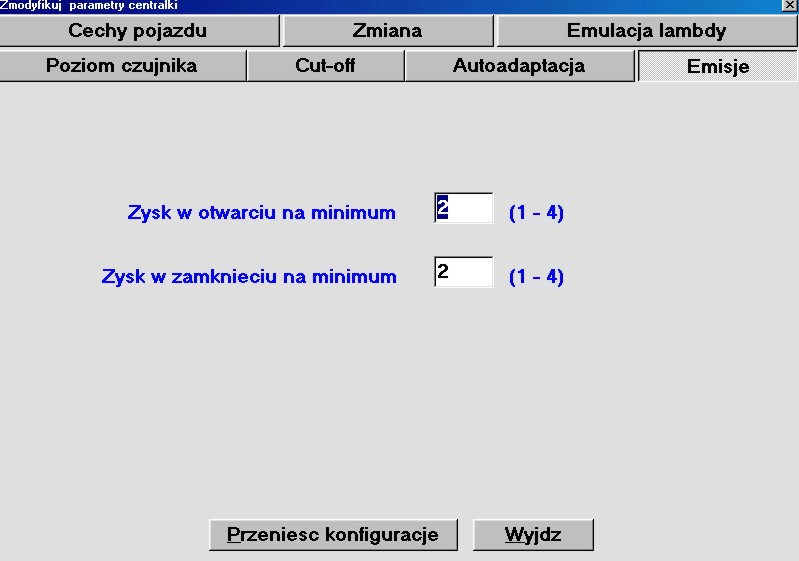 Zmodyfikuj parametry centralki
Cechy pojazdu Zmiana Emulacja lambdy
Poziom czujnika Cut-off Autoadaptacja Emisje
Zysk w otwarciu na minimum 2 (1 - 4)
Zysk w zamknieciu na minimum 2 (1 - 4)
Przeniesc konfiguracje Wyjdz